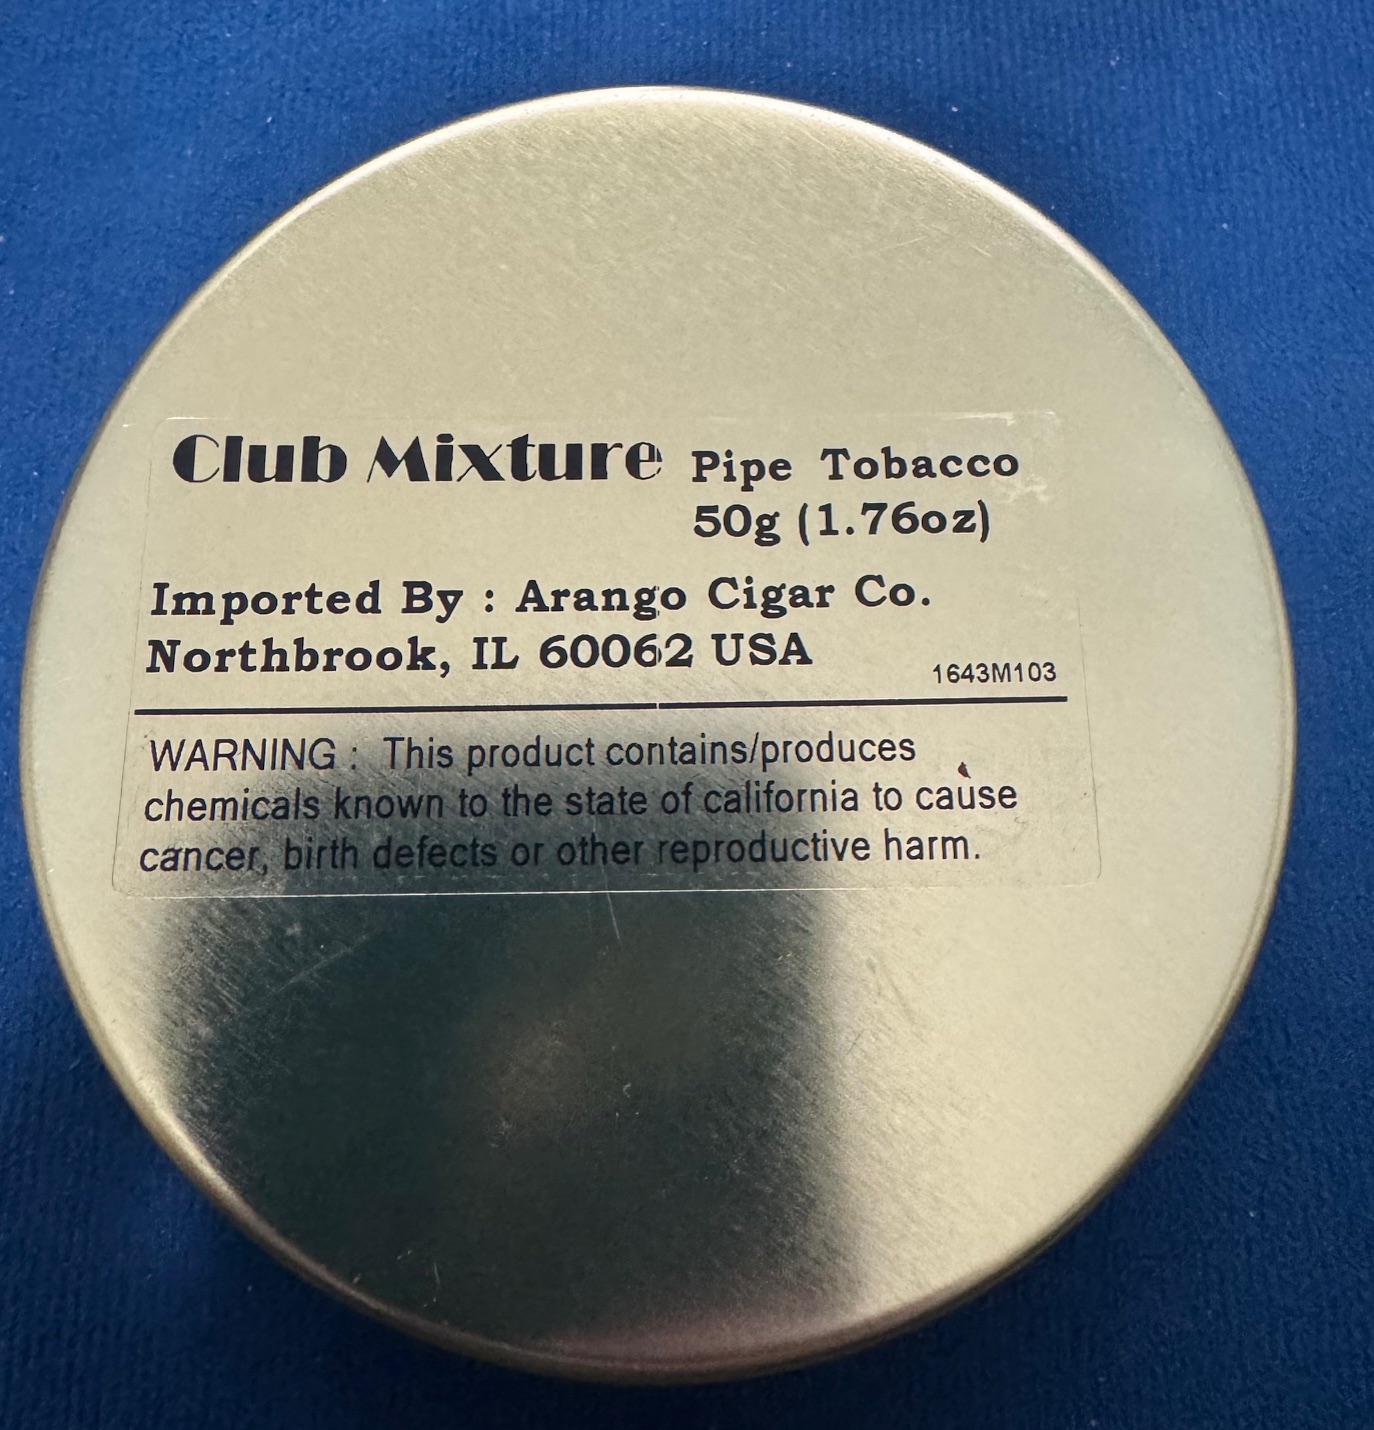 Club Mixture Pipe Tobacco
50g (1.76oz)
Imported By : Arango Cigar Co.
Northbrook, IL 60062 USA
1643M103
WARNING : This product contains/produces
chemicals known to the state of california to cause
cancer, birth defects or other reproductive harm.